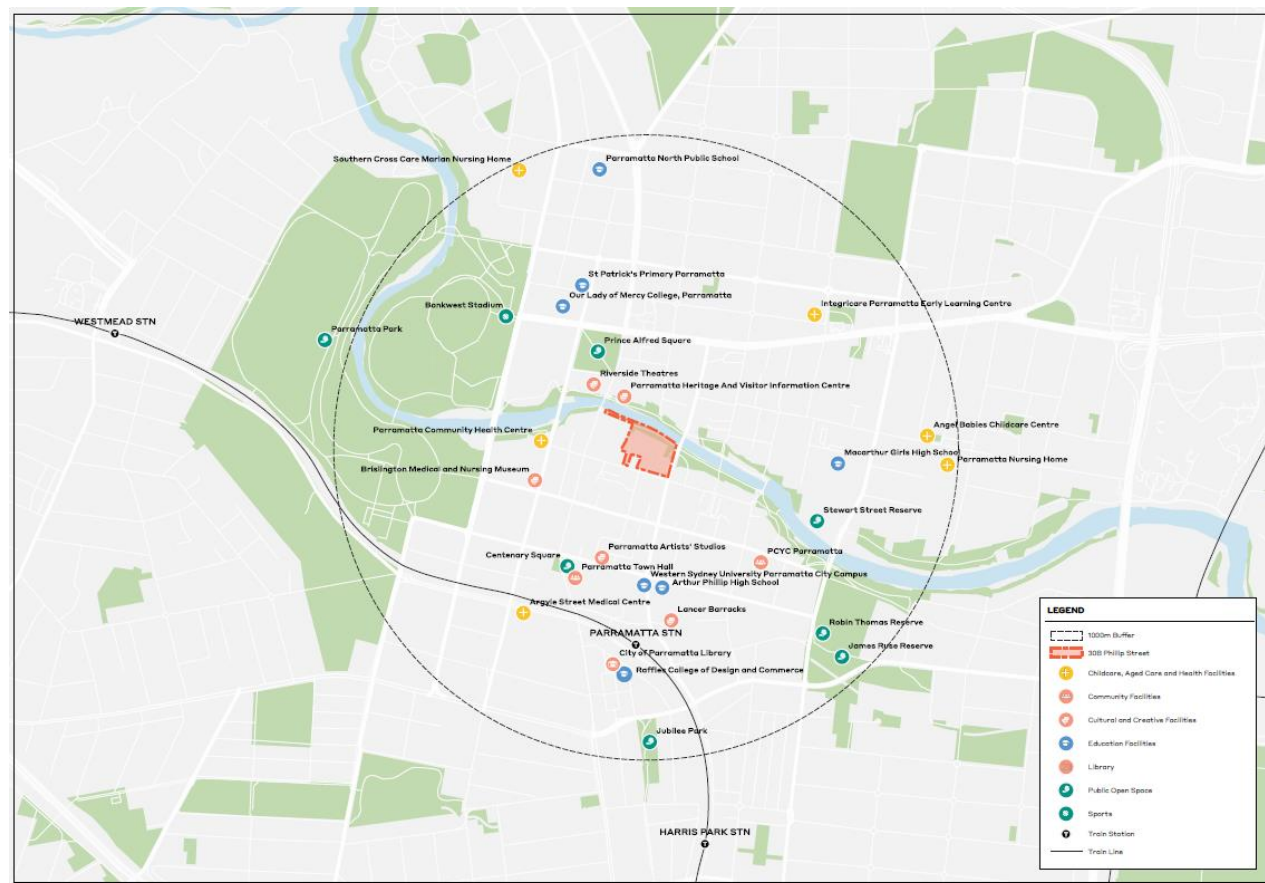 Southern Cross Care Marian Nursing Home
Parramatta North Public School
St Patrick's Primary Parramatta
Our Lady of Mercy College, Parramatta
Integricare Parramatta Early Learning Centre
Bankwest Stadium
WESTMEAD STN
Parramatta Park
Prince Alfred Square
Riverside Theatres
Parramatta Heritage And Visitor Information Centre
Parramatta Community Health Centre
Angel Babies Childcare Centre
Macarthur Girls High School
Parramatta Nursing Home
Brislington Medical and Nursing Museum
Stewart Street Reserve
Parramatta Artists' Studios
Centenary Square
PCYC Parramatta
Parramatta Town Hall
Western Sydney University Parramatta City Campus
Arthur Phillip High School
Argyle Street Medical Centre
Lancer Barracks
Robin Thomas Reserve
PARRAMATTA STN
City of Parramatta Library
James Ruse Reserve
Raffles College of Design and Commerce
Jubilee Park
HARRIS PARK STN
LEGEND
1000m Buffer
30B Phillip Street
Childcare, Aged Care and Health Facilities
Community Facilities
Cultural and Creative Facilities
Education Facilities
Library
Public Open Space
Sports
Train Station
Train Line